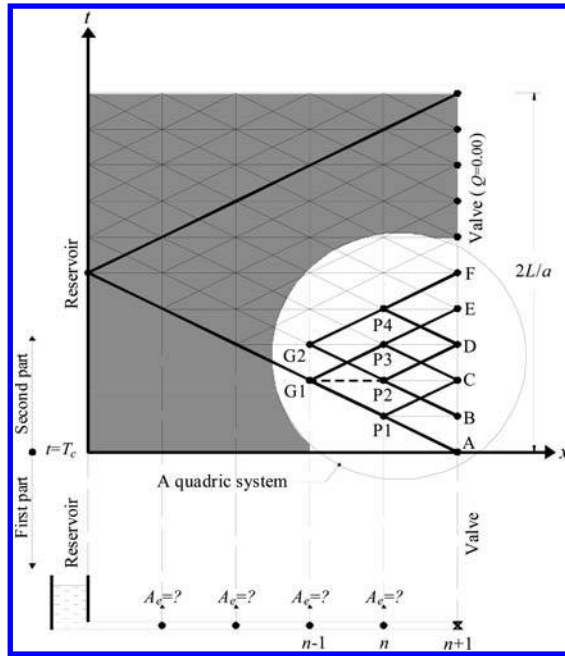 t
Reservoir
Valve ( Q=0.00)
2L/a
F
P4
E
G2
P3
D
G1
P2
C
P1
B
A
Second part
t=Tc
x
A quadric system
First part
Reservoir
Valve
Ae=?
Ae=?
Ae=?
Ae=?
n-1
n
n+1